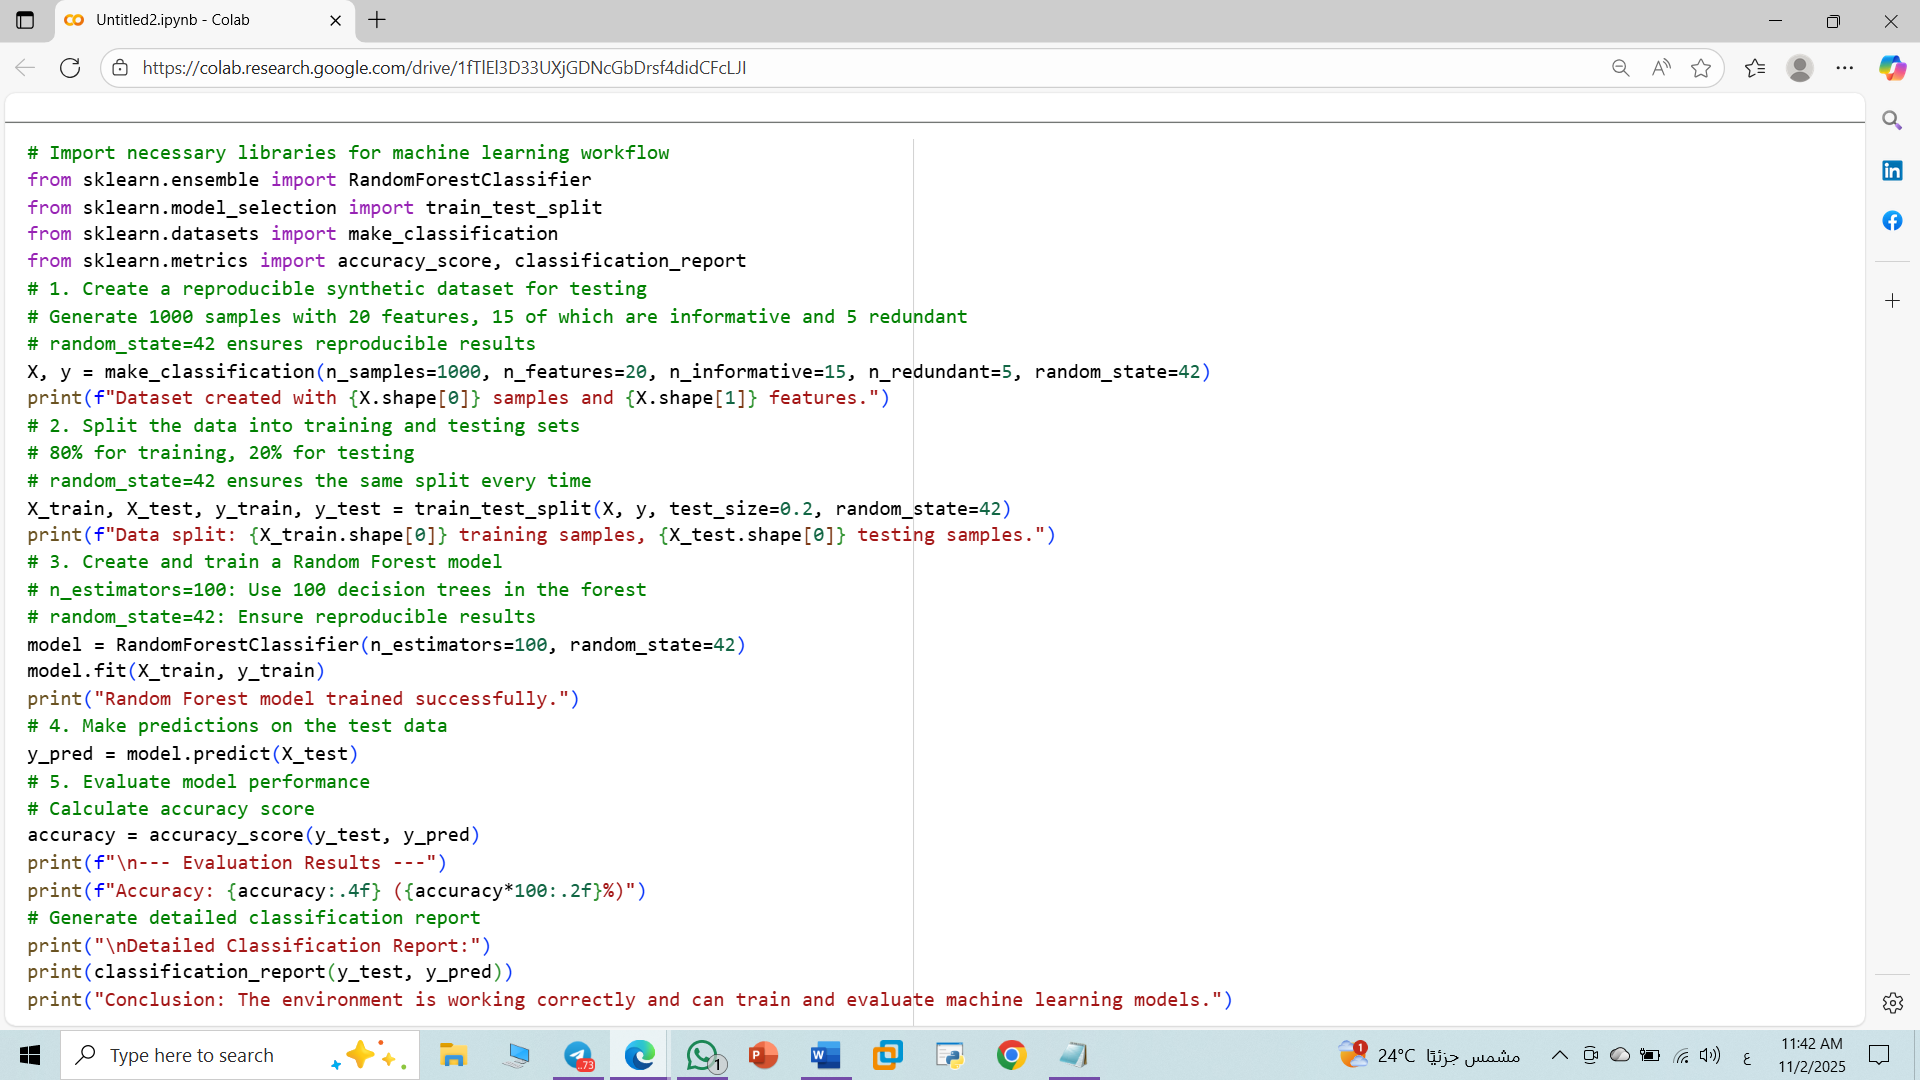 Untitled2.ipynb - Colab
https://colab.research.google.com/drive/1fTlEl3D33UXjGDNcGbDrsf4didCFcLJI
# Import necessary libraries for machine learning workflow
from sklearn.ensemble import RandomForestClassifier
from sklearn.model_selection import train_test_split
from sklearn.datasets import make_classification
from sklearn.metrics import accuracy_score, classification_report
# 1. Create a reproducible synthetic dataset for testing
# Generate 1000 samples with 20 features, 15 of which are informative and 5 redundant
# random_state=42 ensures reproducible results
X, y = make_classification(n_samples=1000, n_features=20, n_informative=15, n_redundant=5, random_state=42)
print(f"Dataset created with {X.shape[0]} samples and {X.shape[1]} features.")
# 2. Split the data into training and testing sets
# 80% for training, 20% for testing
# random_state=42 ensures the same split every time
X_train, X_test, y_train, y_test = train_test_split(X, y, test_size=0.2, random_state=42)
print(f"Data split: {X_train.shape[0]} training samples, {X_test.shape[0]} testing samples.")
# 3. Create and train a Random Forest model
# n_estimators=100: Use 100 decision trees in the forest
# random_state=42: Ensure reproducible results
model = RandomForestClassifier(n_estimators=100, random_state=42)
model.fit(X_train, y_train)
print("Random Forest model trained successfully.")
# 4. Make predictions on the test data
y_pred = model.predict(X_test)
# 5. Evaluate model performance
# Calculate accuracy score
accuracy = accuracy_score(y_test, y_pred)
print(f"\n--- Evaluation Results ---")
print(f"Accuracy: {accuracy:.4f} ({accuracy*100:.2f}%)")
# Generate detailed classification report
print("\nDetailed Classification Report:")
print(classification_report(y_test, y_pred))
print("Conclusion: The environment is working correctly and can train and evaluate machine learning models.")
Type here to search
..73
1
1
24°C مشمس جزئيًا
ع
11:42 AM
11/2/2025